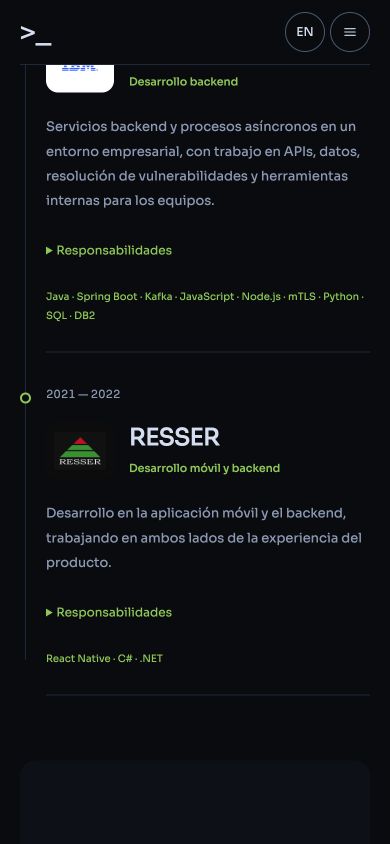 >_
EN
IBM
Desarrollo backend
Servicios backend y procesos asíncronos en un
entorno empresarial, con trabajo en APIs, datos,
resolución de vulnerabilidades y herramientas
internas para los equipos.
▶ Responsabilidades
Java · Spring Boot · Kafka · JavaScript · Node.js · mTLS · Python ·
SQL · DB2
2021 — 2022
RESSER
RESSER
Desarrollo móvil y backend
Desarrollo en la aplicación móvil y el backend,
trabajando en ambos lados de la experiencia del
producto.
▶ Responsabilidades
React Native · C# · .NET